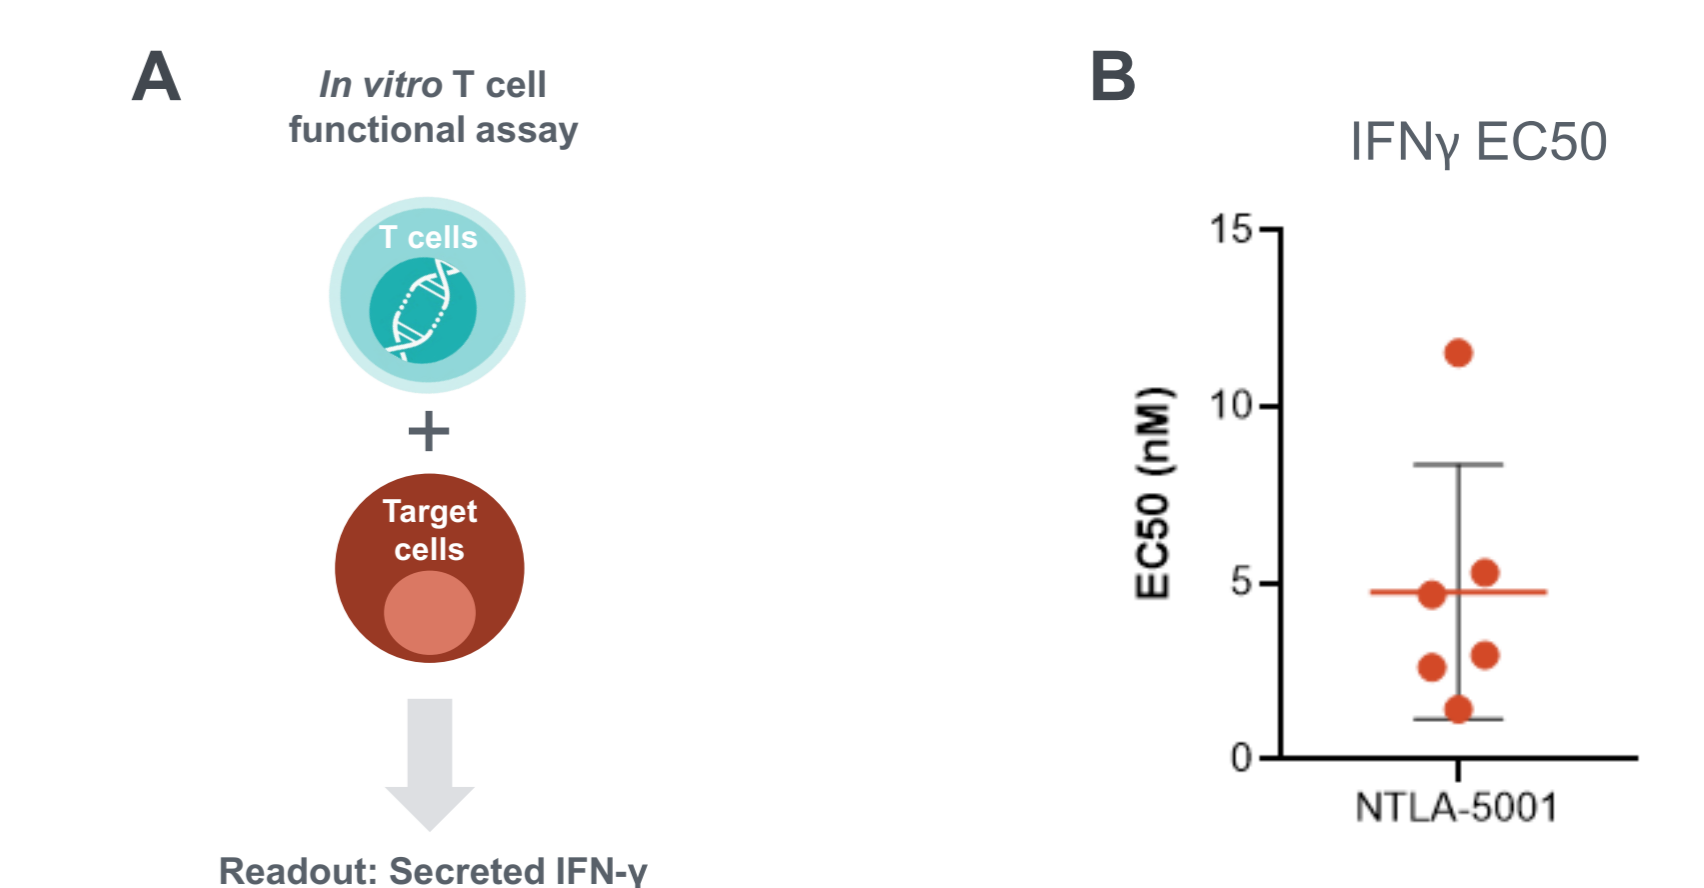 A
In vitro T cell
functional assay
T cells
+
Target
cells
Readout: Secreted IFN-γ
B
IFNγ EC50
EC50 (nM)
15
10
5
0
NTLA-5001